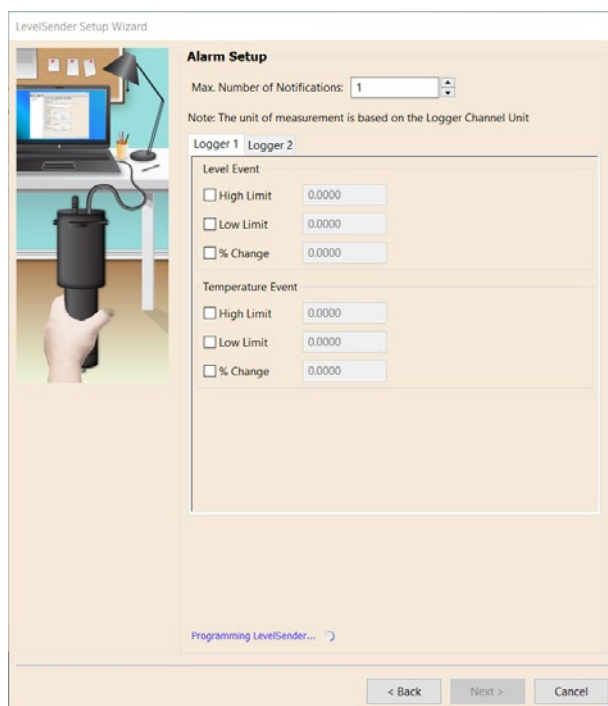 LevelSender Setup Wizard
Alarm Setup
Max. Number of Notifications: 1
Note: The unit of measurement is based on the Logger Channel Unit
Logger 1 Logger 2
Level Event
High Limit 0.0000
Low Limit 0.0000
% Change 0.0000
Temperature Event
High Limit 0.0000
Low Limit 0.0000
% Change 0.0000
Programming LevelSender...
< Back Next > Cancel